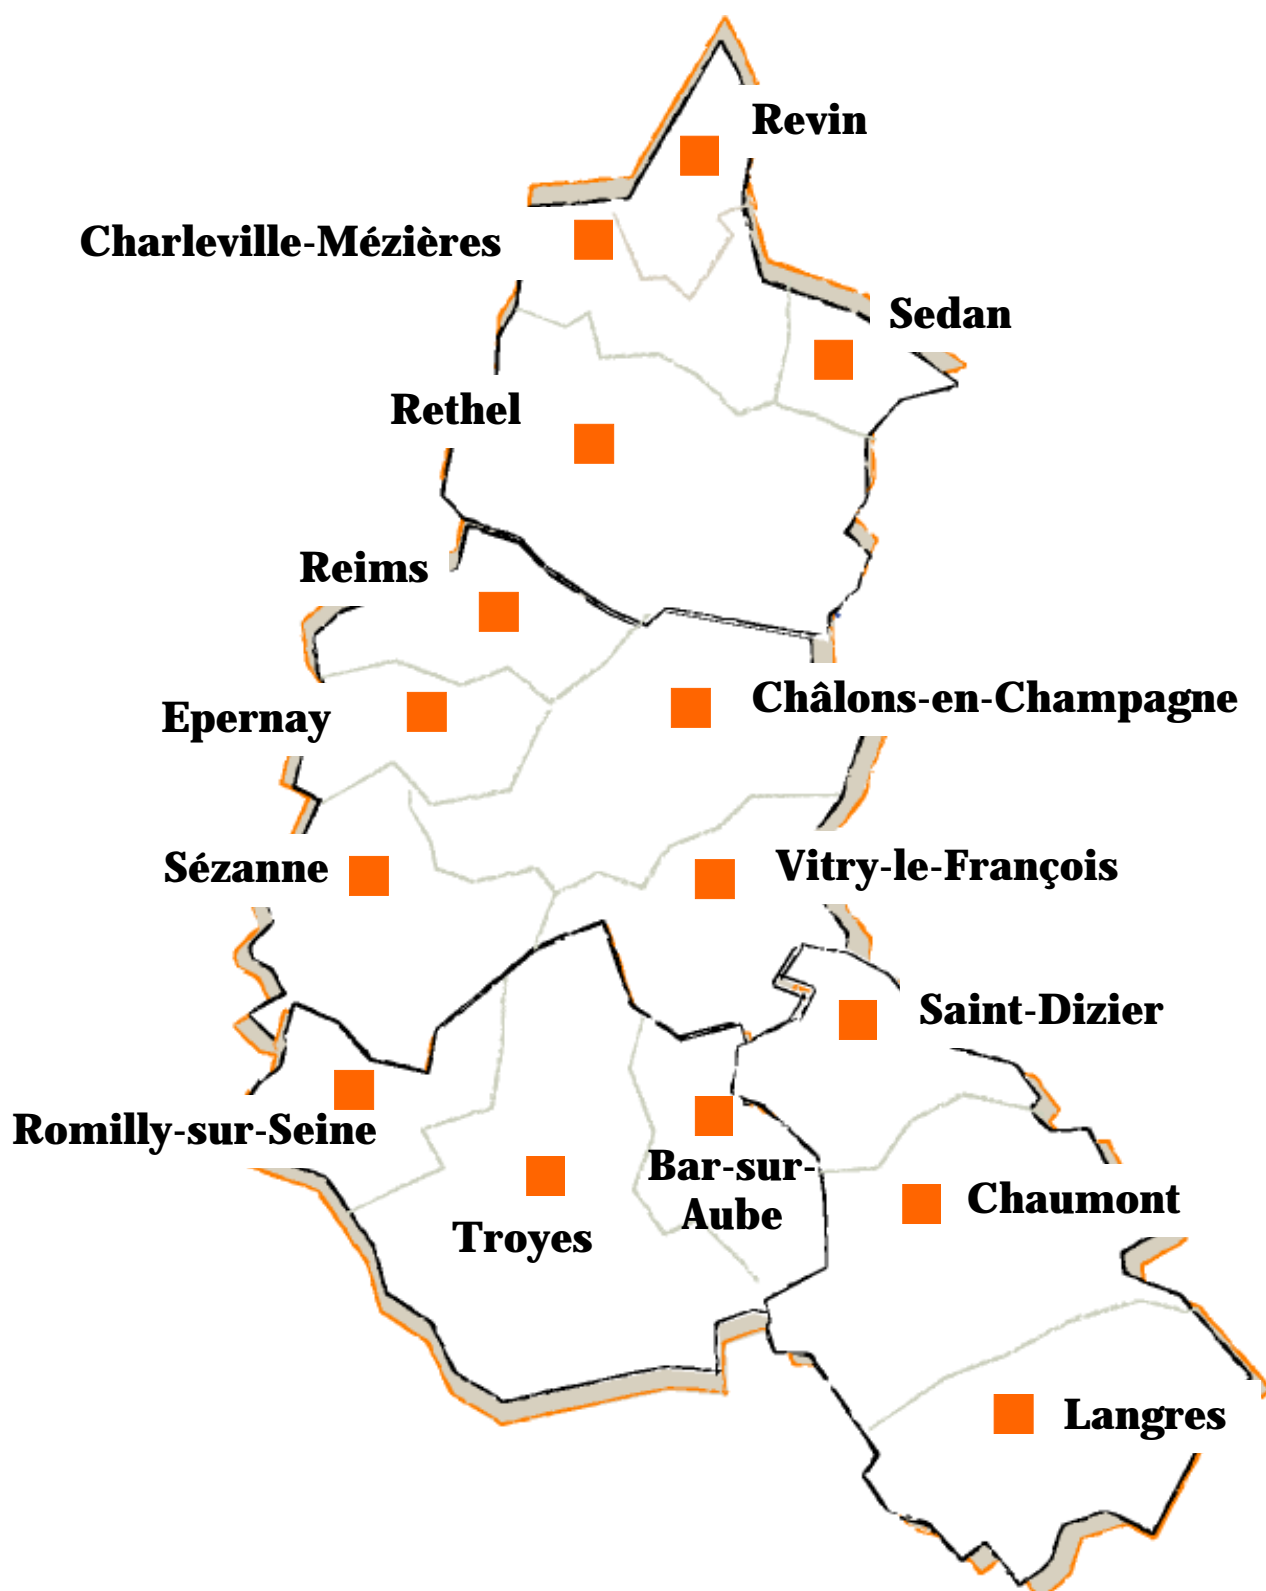 Revin
Charleville-Mézières
Sedan
Rethel
Reims
Châlons-en-Champagne
Epernay
Vitry-le-François
Sézanne
Saint-Dizier
Romilly-sur-Seine
Bar-sur-
Aube
Chaumont
Troyes
Langres